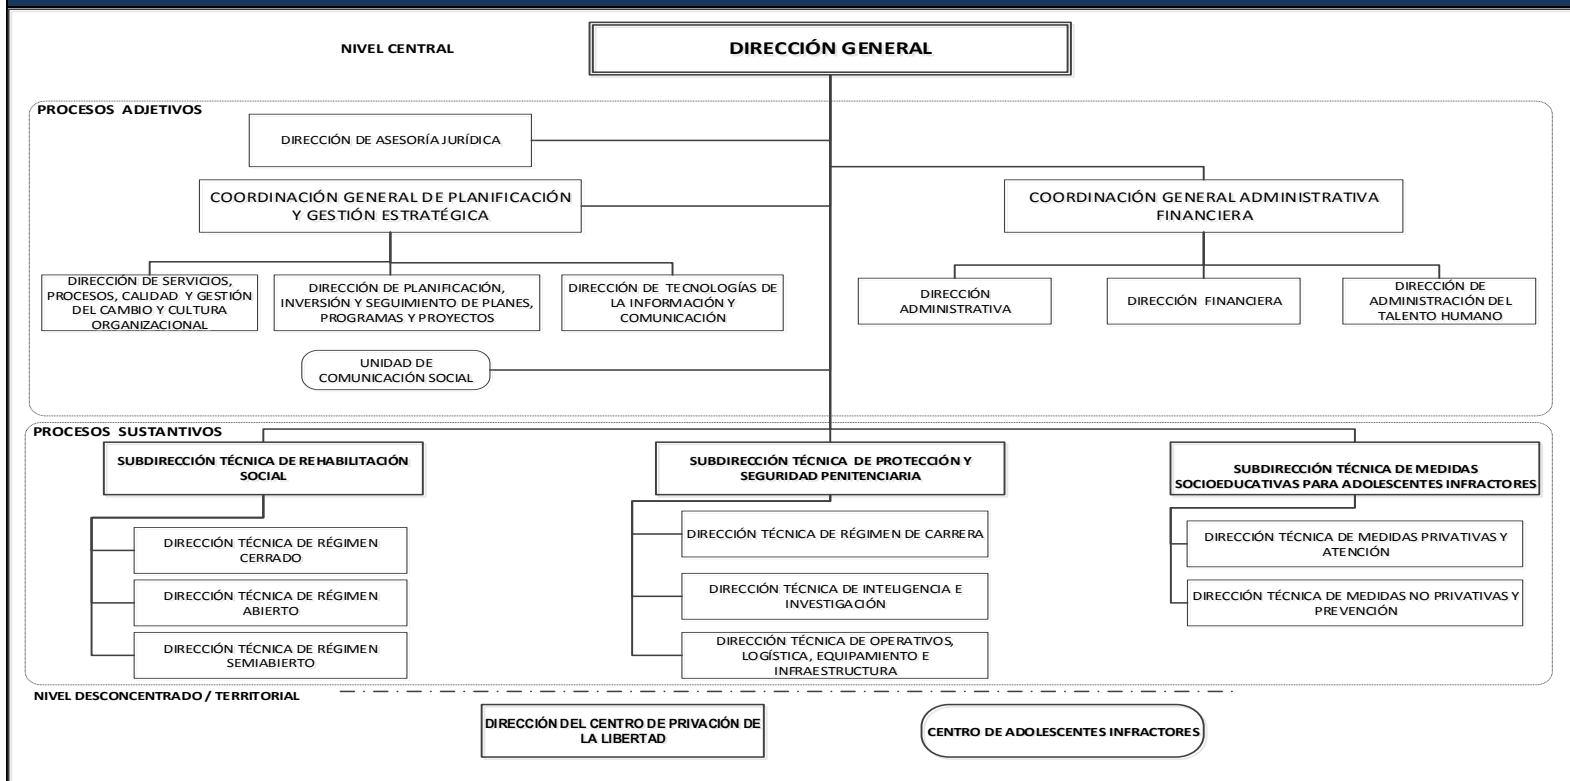 NIVEL CENTRAL
DIRECCIÓN GENERAL
PROCESOS ADJETIVOS
DIRECCIÓN DE ASESORÍA JURÍDICA
COORDINACIÓN GENERAL DE PLANIFICACIÓN
Y GESTIÓN ESTRATÉGICA
COORDINACIÓN GENERAL ADMINISTRATIVA
FINANCIERA
DIRECCIÓN DE SERVICIOS,
PROCESOS, CALIDAD Y GESTIÓN
DEL CAMBIO Y CULTURA
ORGANIZACIONAL
DIRECCIÓN DE PLANIFICACIÓN,
INVERSIÓN Y SEGUIMIENTO DE PLANES,
PROGRAMAS Y PROYECTOS
DIRECCIÓN DE TECNOLOGÍAS DE
LA INFORMACIÓN Y
COMUNICACIÓN
DIRECCIÓN
ADMINISTRATIVA
DIRECCIÓN FINANCIERA
DIRECCIÓN DE
ADMINISTRACIÓN DEL
TALENTO HUMANO
UNIDAD DE
COMUNICACIÓN SOCIAL
PROCESOS SUSTANTIVOS
SUBDIRECCIÓN TÉCNICA DE REHABILITACIÓN
SOCIAL
DIRECCIÓN TÉCNICA DE RÉGIMEN
CERRADO
DIRECCIÓN TÉCNICA DE RÉGIMEN
ABIERTO
DIRECCIÓN TÉCNICA DE RÉGIMEN
SEMIABIERTO
SUBDIRECCIÓN TÉCNICA DE PROTECCIÓN Y
SEGURIDAD PENITENCIARIA
DIRECCIÓN TÉCNICA DE RÉGIMEN DE CARRERA
DIRECCIÓN TÉCNICA DE INTELIGENCIA E
INVESTIGACIÓN
DIRECCIÓN TÉCNICA DE OPERATIVOS,
LOGÍSTICA, EQUIPAMIENTO E
INFRAESTRUCTURA
SUBDIRECCIÓN TÉCNICA DE MEDIDAS
SOCIOEDUCATIVAS PARA ADOLESCENTES INFRACTORES
DIRECCIÓN TÉCNICA DE MEDIDAS PRIVATIVAS Y
ATENCIÓN
DIRECCIÓN TÉCNICA DE MEDIDAS NO PRIVATIVAS Y
PREVENCIÓN
NIVEL DESCONCENTRADO / TERRITORIAL
DIRECCIÓN DEL CENTRO DE PRIVACIÓN DE
LA LIBERTAD
CENTRO DE ADOLESCENTES INFRACTORES